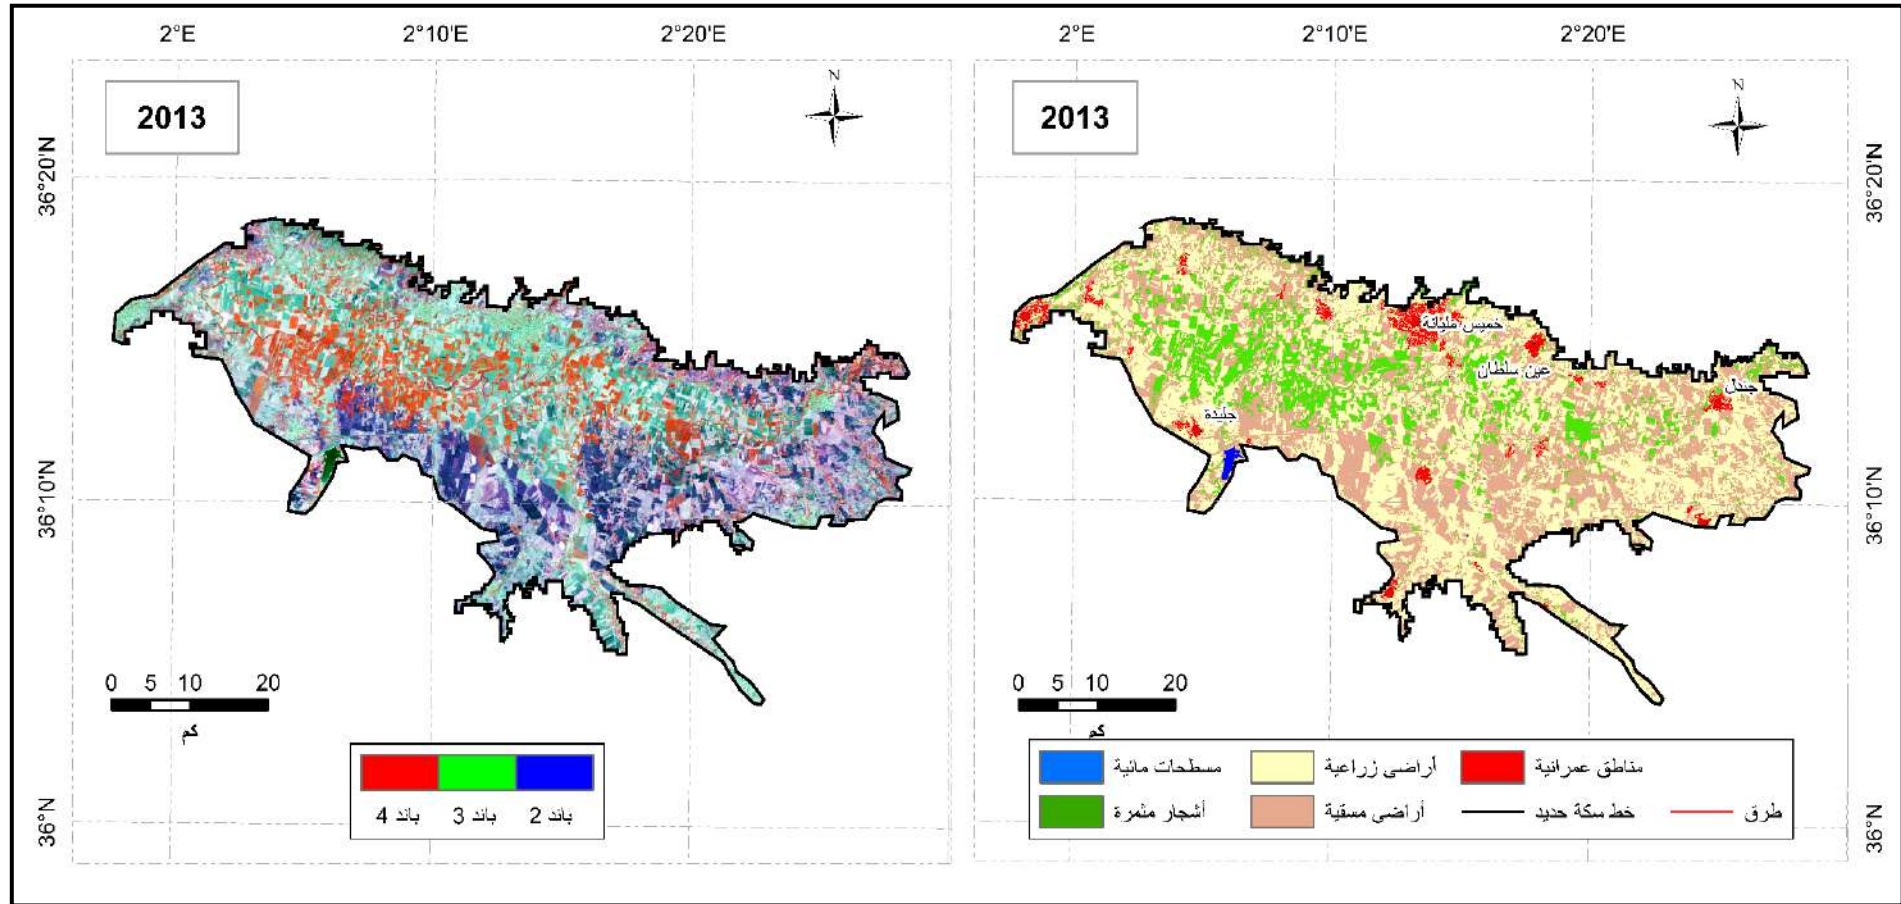 2°E 2°10'E 2°20'E
N
2013
36°20'N
36°10'N
36°N
0 5 10 20
كم
باند 4 باند 3 باند 2
2°E 2°10'E 2°20'E
N
2013
36°20'N
36°10'N
36°N
خميس مليانة
عين سلطان
جندل
جليدة
0 5 10 20
كم
مسطحات مائية أراضى زراعية مناطق عمرانية
أشجار مثمرة أراضى مسقية خط سكة حديد طرق